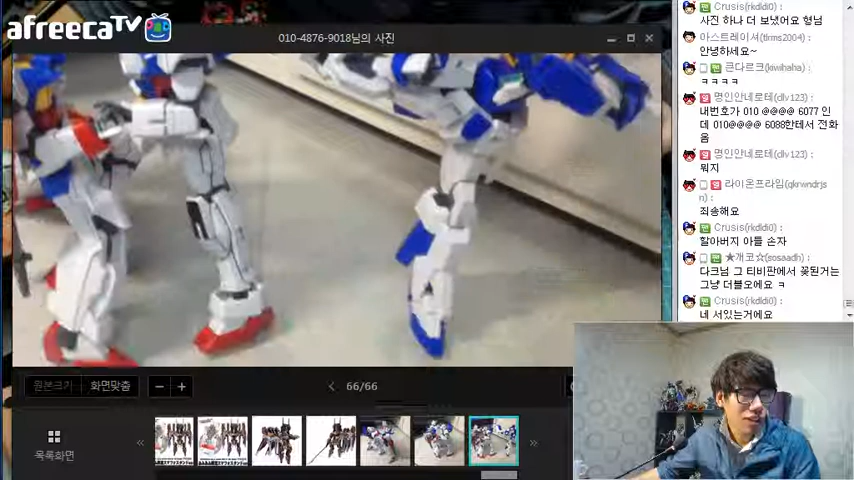 afreecaTV
010-4876-9018님의 사진
원본크기
화면맞춤
66/66
목록화면
Crusis(rkdldi0) :
사진 하나 더 보냈어요 형님
아스트레이셔(tlrms2004) :
안녕하세요~
큰다르크(kiwihaha) :
ㅋㅋㅋㅋ
명인안네로테(dlv123) :
내번호가 010 @@@@ 6077 인
데 010@@@@ 6088한테서 전화
옴
명인안네로테(dlv123) :
뭐지
라이온프라임(qkrwndrjs
n) :
죄송해요
Crusis(rkdldi0) :
할아버지 아들 손자
★개코☆(sosaadh) :
다크님 그 티비판에서 꽃된거는
그냥 더블오에요 ㅋ
Crusis(rkdldi0) :
네 서있는거에요